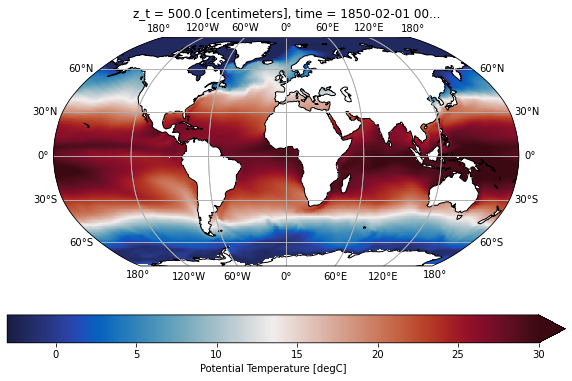 z_t = 500.0 [centimeters], time = 1850-02-01 00...
180° 120°W 60°W 0° 60°E 120°E 180°
60°N 60°N
30°N 30°N
0° 0°
30°S 30°S
60°S 60°S
180° 120°W 60°W 0° 60°E 120°E 180°
0 5 10 15 20 25 30
Potential Temperature [degC]